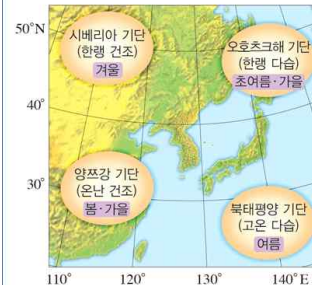 50°N
시베리아 기단
(한랭 건조)
겨울
오호츠크해 기단
(한랭 다습)
초여름·가을
40°
양쯔강 기단
(온난 건조)
봄·가을
30°
북태평양 기단
(고온 다습)
여름
110°
120°
130°
140°E